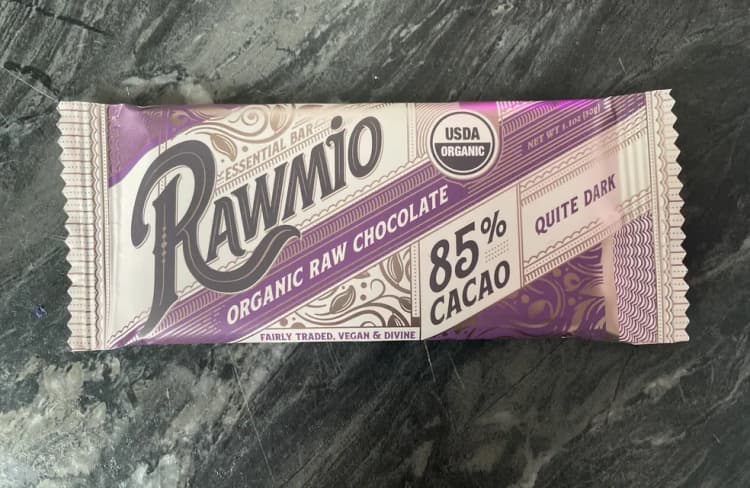 ESSENTIAL BAR
RAWMIO
ORGANIC RAW CHOCOLATE
FAIRLY TRADED, VEGAN & DIVINE
USDA
ORGANIC
NET WT 1.1OZ (30g)
85%
CACAO
QUITE DARK